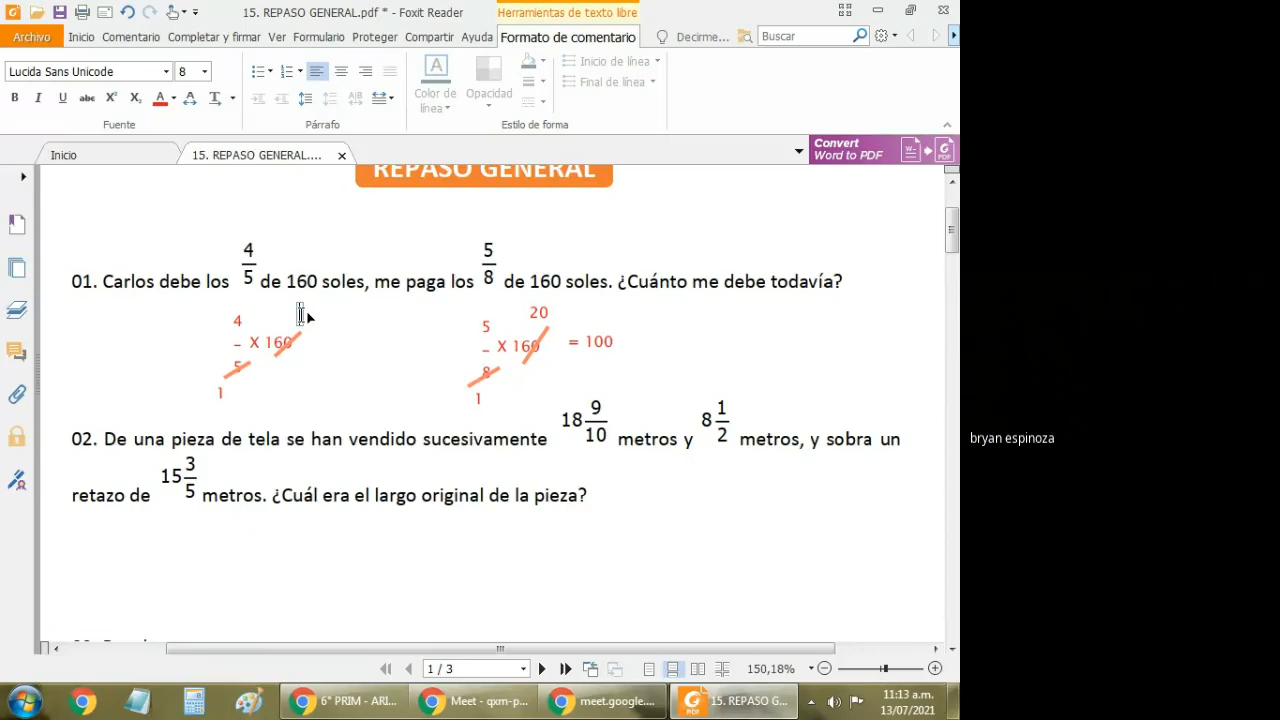 15. REPASO GENERAL.pdf * - Foxit Reader
Herramientas de texto libre
Archivo Inicio Comentario Completar y firmar Ver Formulario Proteger Compartir Ayuda Formato de comentario Decirme... Buscar
Lucida Sans Unicode 8
Color de línea Opacidad
Inicio de línea
Final de línea
Fuente Párrafo Estilo de forma
Inicio 15. REPASO GENERAL....
Convert
Word to PDF
REPASO GENERAL
01. Carlos debe los 4/5 de 160 soles, me paga los 5/8 de 160 soles. ¿Cuánto me debe todavía?
4/5 X 160
1
5/8 X 160 = 100
20
1
02. De una pieza de tela se han vendido sucesivamente 18 9/10 metros y 8 1/2 metros, y sobra un
retazo de 15 3/5 metros. ¿Cuál era el largo original de la pieza?
bryan espinoza
1 / 3
150,18%
6° PRIM - ARI...
Meet - qxm-p...
meet.google....
15. REPASO G...
11:13 a.m.
13/07/2021